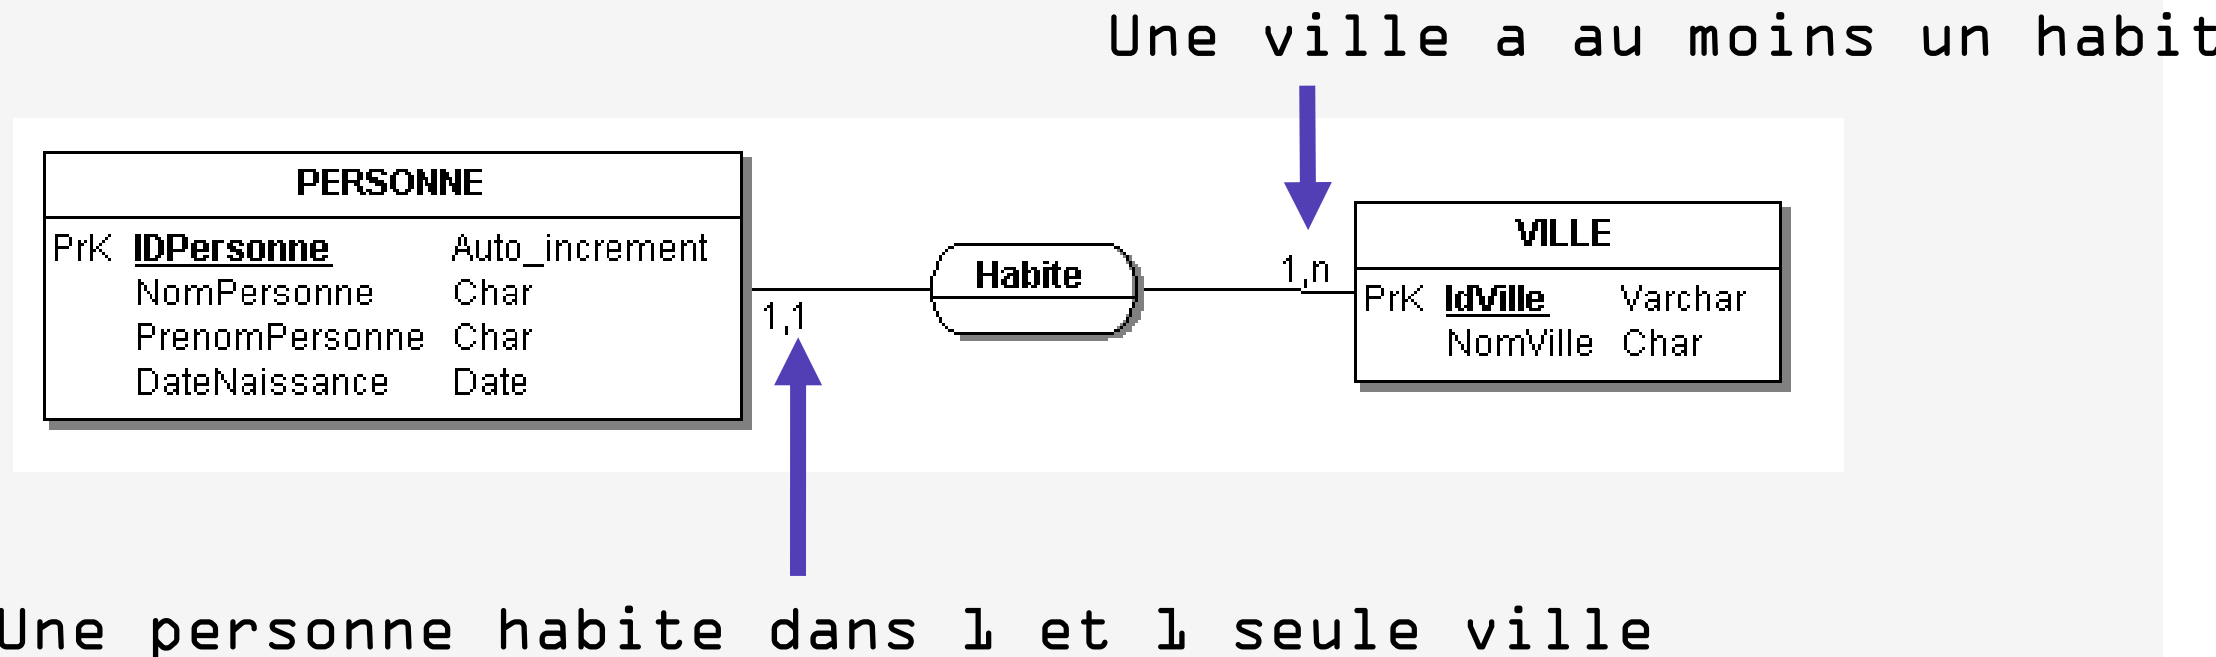 Une ville a au moins un habit
PERSONNE
PrK IDPersonne Auto_increment
NomPersonne Char
PrenomPersonne Char
DateNaissance Date
1,1
Habite
1,n
VILLE
PrK IdVille Varchar
NomVille Char
Une personne habite dans 1 et 1 seule ville